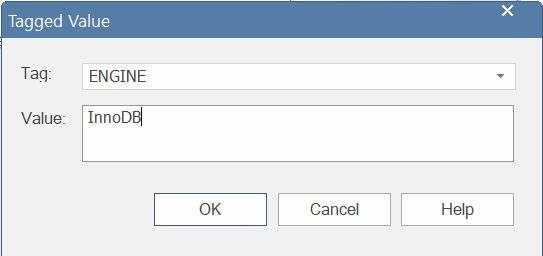 Tagged Value
Tag: ENGINE
Value: InnoDB
OK Cancel Help